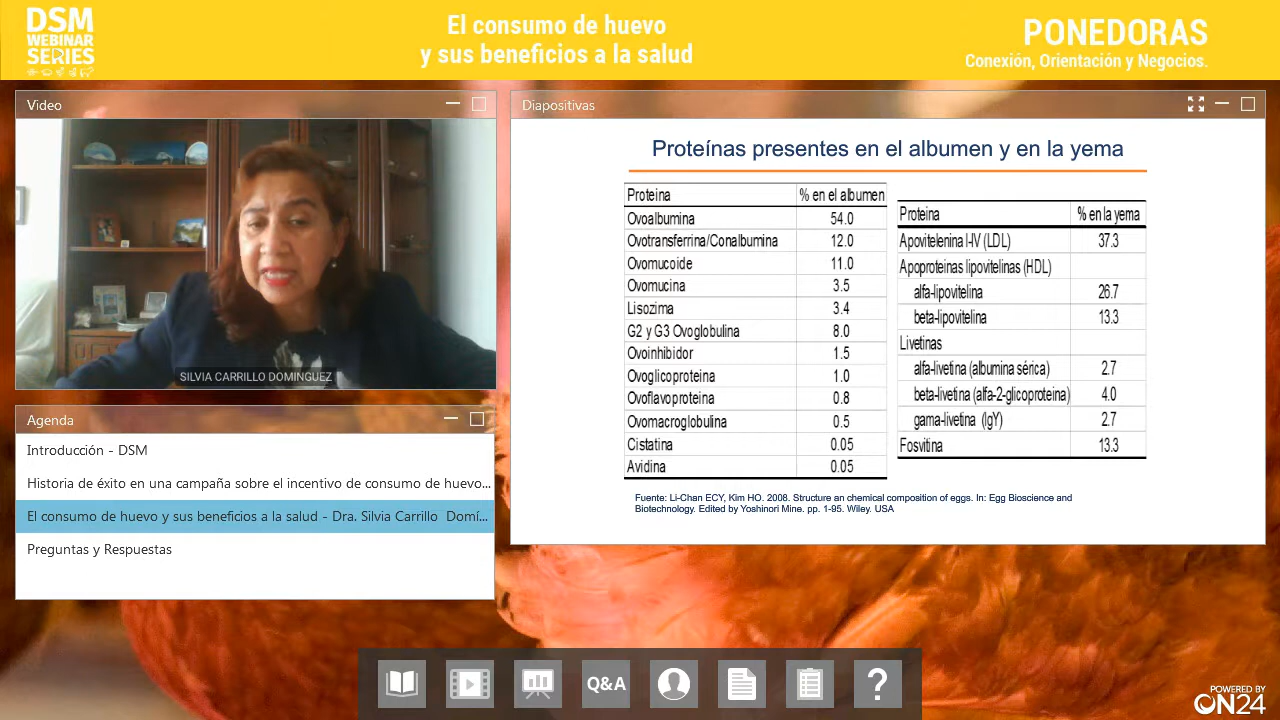 DSM
WEBINAR
SERIES
El consumo de huevo
y sus beneficios a la salud
PONEDORAS
Conexión, Orientación y Negocios.
Video
SILVIA CARRILLO DOMINGUEZ
Agenda
Introducción - DSM
Historia de éxito en una campaña sobre el incentivo de consumo de huevo...
El consumo de huevo y sus beneficios a la salud - Dra. Silvia Carrillo Domí...
Preguntas y Respuestas
Diapositivas
Proteínas presentes en el albumen y en la yema
Proteina % en el albumen
Ovoalbumina 54.0
Ovotransferrina/Conalbumina 12.0
Ovomucoide 11.0
Ovomucina 3.5
Lisozima 3.4
G2 y G3 Ovoglobulina 8.0
Ovoinhibidor 1.5
Ovoglicoproteina 1.0
Ovoflavoproteina 0.8
Ovomacroglobulina 0.5
Cistatina 0.05
Avidina 0.05
Proteina % en la yema
Apovitelenina I-IV (LDL) 37.3
Apoproteinas lipovitelinas (HDL)
alfa-lipovitelina 26.7
beta-lipovitelina 13.3
Livetinas
alfa-livetina (albumina sérica) 2.7
beta-livetina (alfa-2-glicoproteina) 4.0
gama-livetina (IgY) 2.7
Fosvitina 13.3
Fuente: Li-Chan ECY, Kim HO. 2008. Structure an chemical composition of eggs. In: Egg Bioscience and
Biotechnology. Edited by Yoshinori Mine. pp. 1-95. Wiley. USA
Q&A
?
POWERED BY
ON24